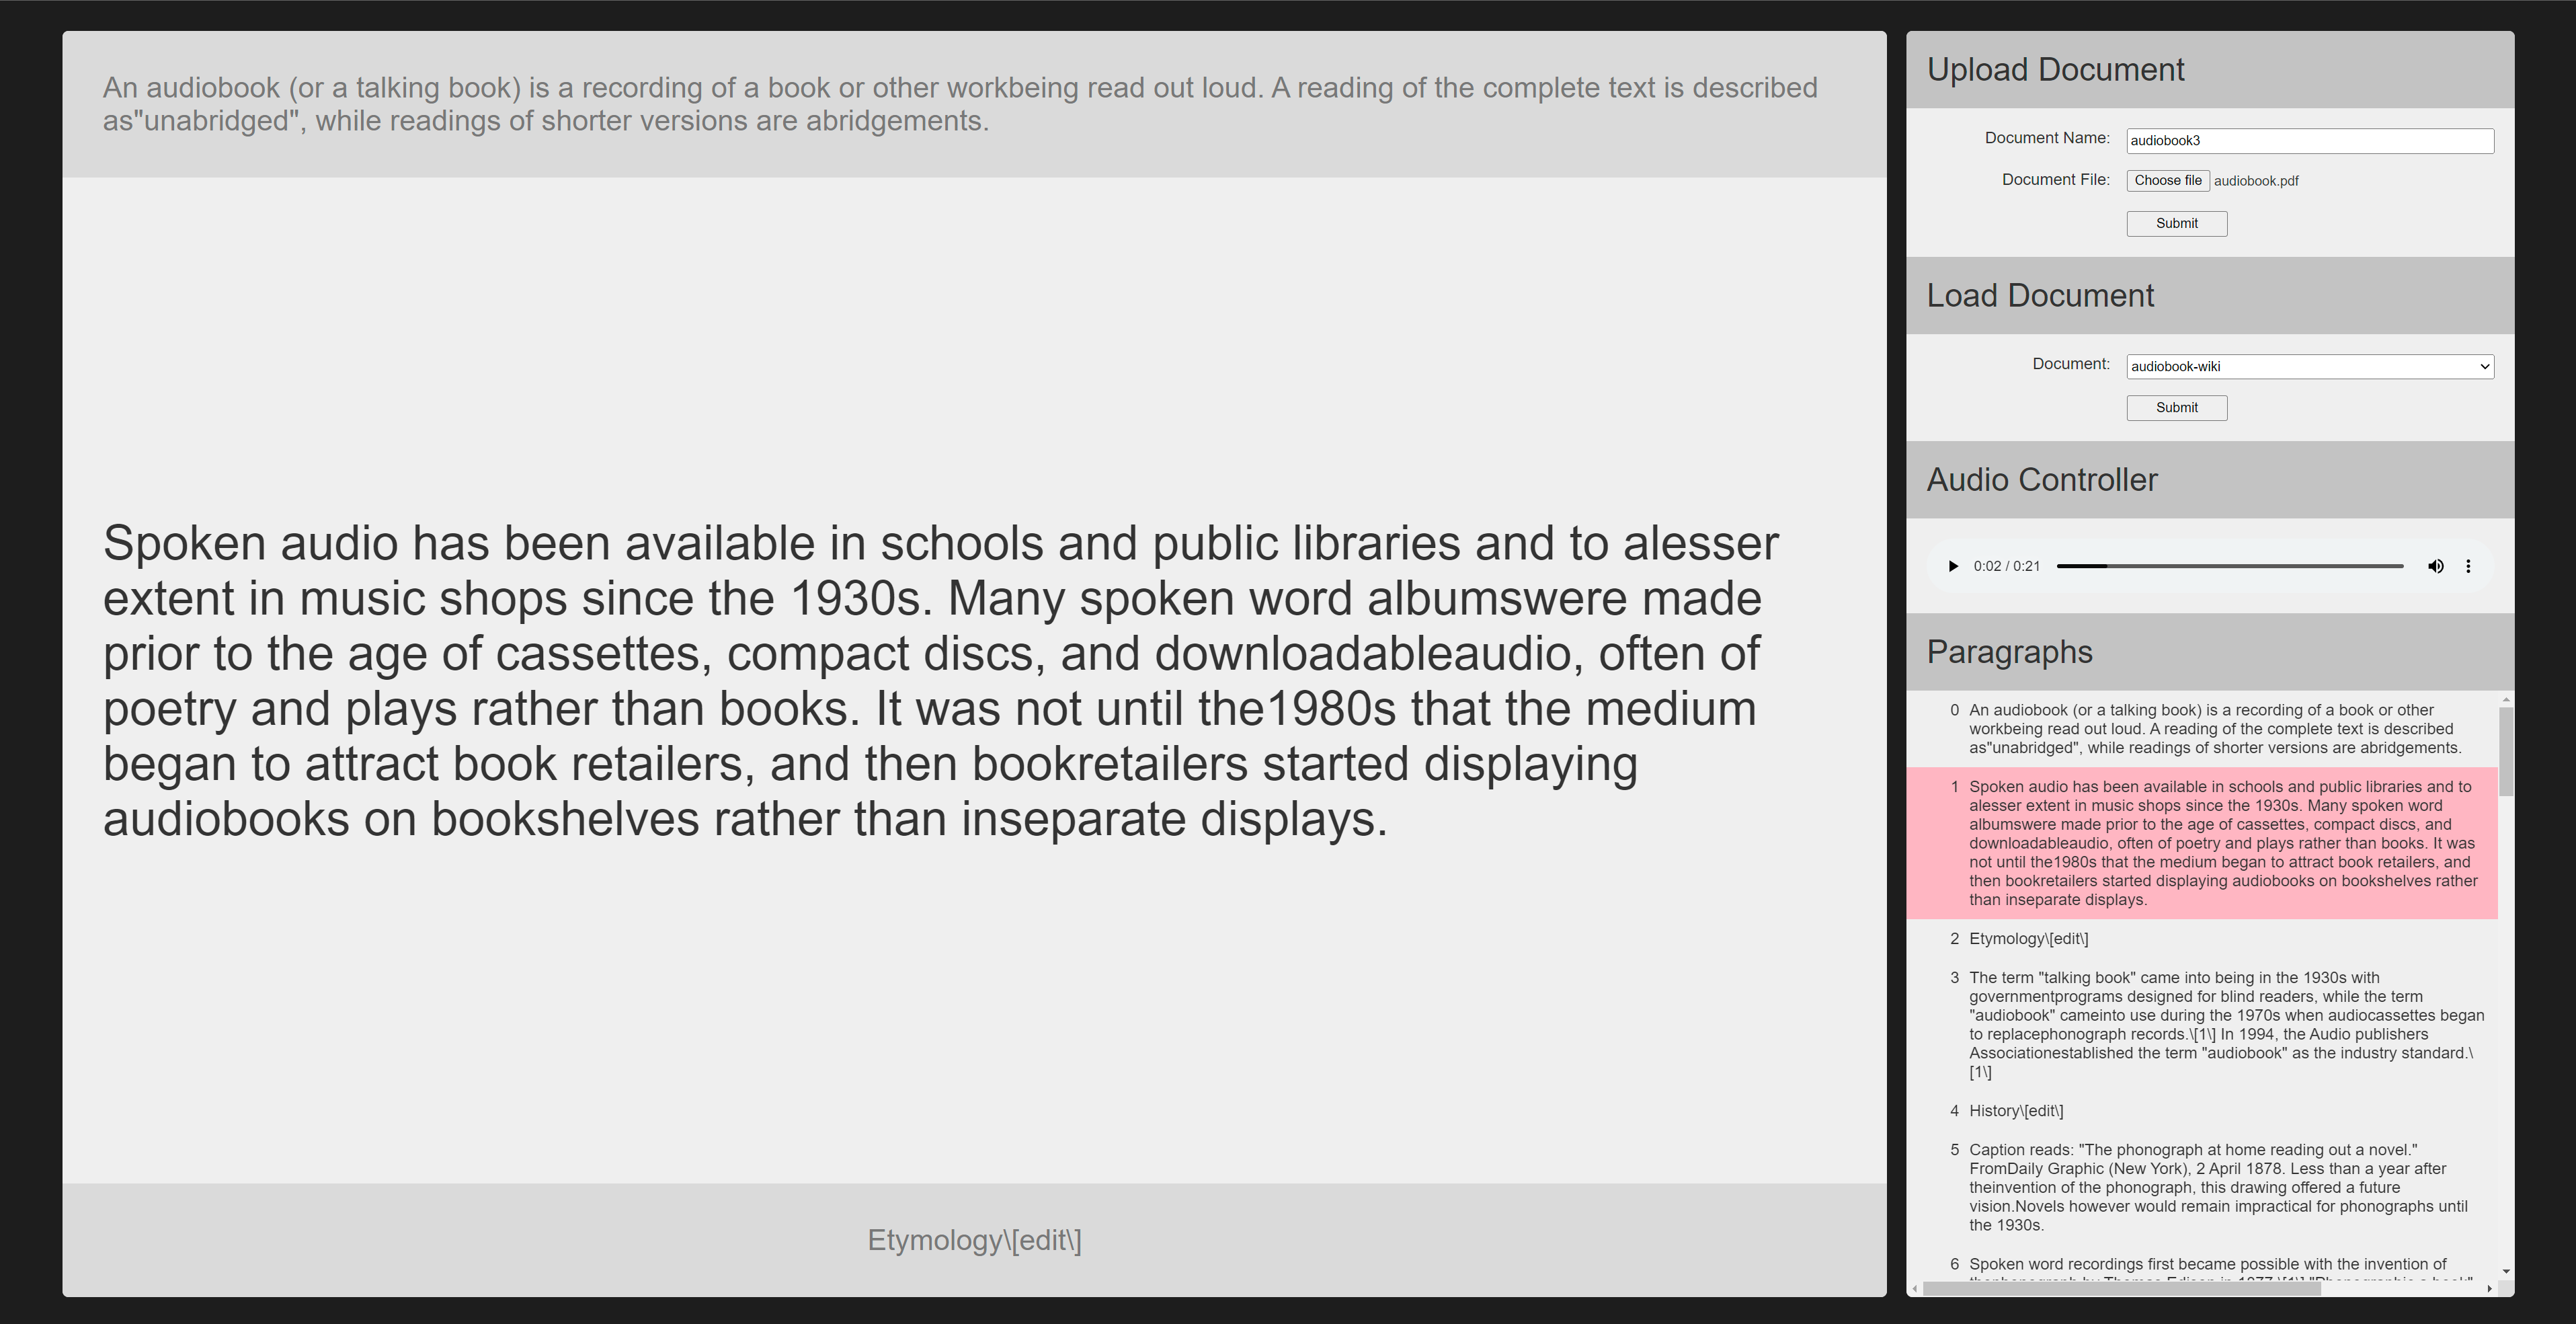 An audiobook (or a talking book) is a recording of a book or other workbeing read out loud. A reading of the complete text is described
as"unabridged", while readings of shorter versions are abridgements.
Spoken audio has been available in schools and public libraries and to alesser
extent in music shops since the 1930s. Many spoken word albumswere made
prior to the age of cassettes, compact discs, and downloadableaudio, often of
poetry and plays rather than books. It was not until the1980s that the medium
began to attract book retailers, and then bookretailers started displaying
audiobooks on bookshelves rather than inseparate displays.
Etymology\[edit\]
Upload Document
Document Name: audiobook3
Document File: Choose file audiobook.pdf
Submit
Load Document
Document: audiobook-wiki
Submit
Audio Controller
0:02 / 0:21
Paragraphs
0 An audiobook (or a talking book) is a recording of a book or other
workbeing read out loud. A reading of the complete text is described
as"unabridged", while readings of shorter versions are abridgements.
1 Spoken audio has been available in schools and public libraries and to
alesser extent in music shops since the 1930s. Many spoken word
albumswere made prior to the age of cassettes, compact discs, and
downloadableaudio, often of poetry and plays rather than books. It was
not until the1980s that the medium began to attract book retailers, and
then bookretailers started displaying audiobooks on bookshelves rather
than inseparate displays.
2 Etymology\[edit\]
3 The term "talking book" came into being in the 1930s with
governmentprograms designed for blind readers, while the term
"audiobook" cameinto use during the 1970s when audiocassettes began
to replacephonograph records.\[1\] In 1994, the Audio publishers
Associationestablished the term "audiobook" as the industry standard.\
[1\]
4 History\[edit\]
5 Caption reads: "The phonograph at home reading out a novel."
FromDaily Graphic (New York), 2 April 1878. Less than a year after
theinvention of the phonograph, this drawing offered a future
vision.Novels however would remain impractical for phonographs until
the 1930s.
6 Spoken word recordings first became possible with the invention of